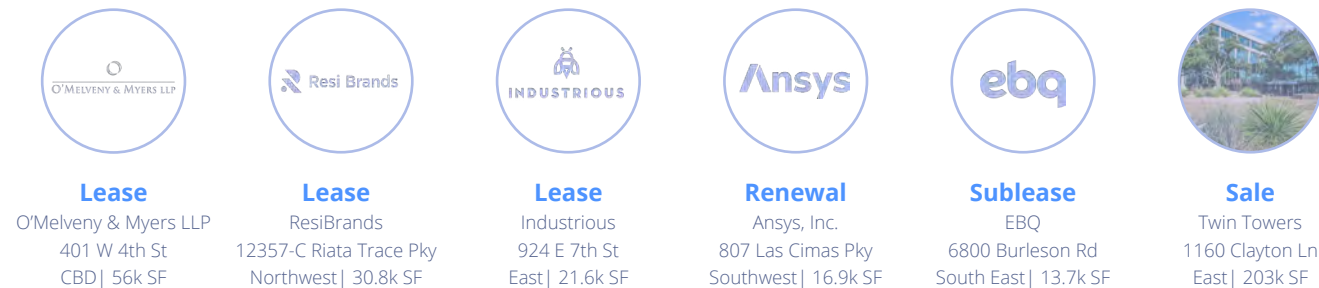 O'MELVENY & MYERS LLP
Resi Brands
INDUSTRIOUS
Ansys
ebq
Lease
O'Melveny & Myers LLP
401 W 4th St
CBD| 56k SF
Lease
ResiBrands
12357-C Riata Trace Pky
Northwest| 30.8k SF
Lease
Industrious
924 E 7th St
East| 21.6k SF
Renewal
Ansys, Inc.
807 Las Cimas Pky
Southwest| 16.9k SF
Sublease
EBQ
6800 Burleson Rd
South East| 13.7k SF
Sale
Twin Towers
1160 Clayton Ln
East| 203k SF